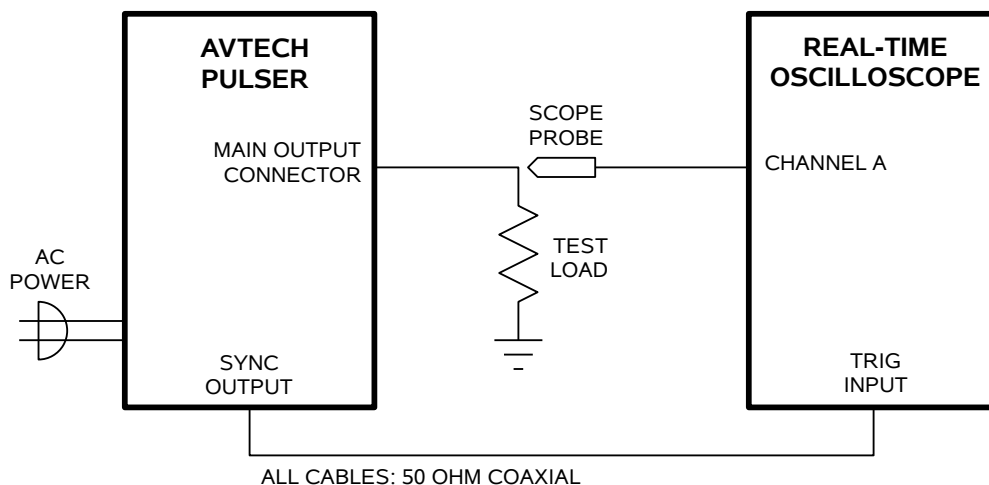 AVTECH
PULSER
MAIN OUTPUT
CONNECTOR
AC
POWER
SYNC
OUTPUT
SCOPE
PROBE
TEST
LOAD
REAL-TIME
OSCILLOSCOPE
CHANNEL A
TRIG
INPUT
ALL CABLES: 50 OHM COAXIAL